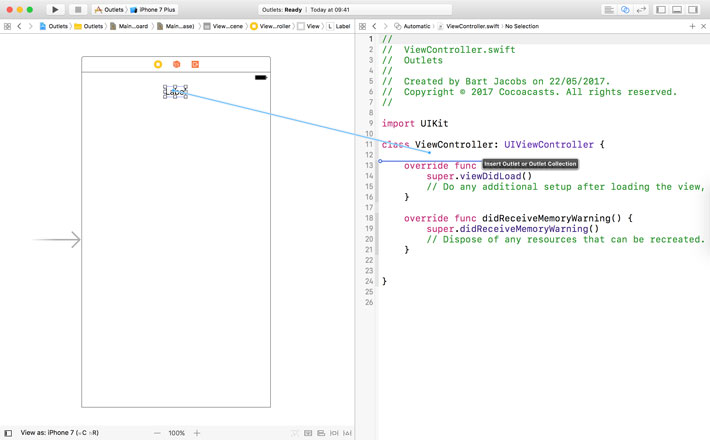 Outlets › iPhone 7 Plus
Outlets: Ready | Today at 09:41
Outlets › Outlets › Main...oard › Main...ase) › View...cene › View...roller › View › L Label
Automatic › ViewController.swift › No Selection
Label
1 //
2 //  ViewController.swift
3 //  Outlets
4 //
5 //  Created by Bart Jacobs on 22/05/2017.
6 //  Copyright © 2017 Cocoacasts. All rights reserved.
7 //
8
9 import UIKit
10
11 class ViewController: UIViewController {
12
Insert Outlet or Outlet Collection
13     override func
14         super.viewDidLoad()
15         // Do any additional setup after loading the view,
16     }
17
18     override func didReceiveMemoryWarning() {
19         super.didReceiveMemoryWarning()
20         // Dispose of any resources that can be recreated.
21     }
22
23
24 }
25
26
View as: iPhone 7 (wC hR)
— 100% +